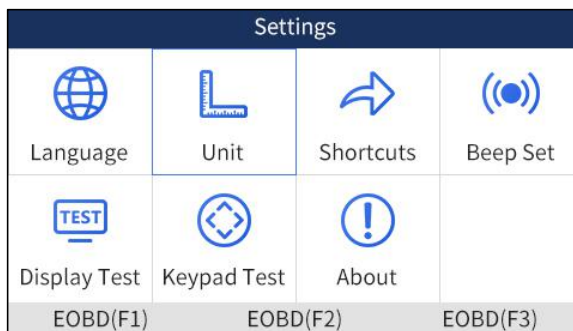 Settings
Language Unit Shortcuts Beep Set
TEST
Display Test Keypad Test About
EOBD(F1) EOBD(F2) EOBD(F3)